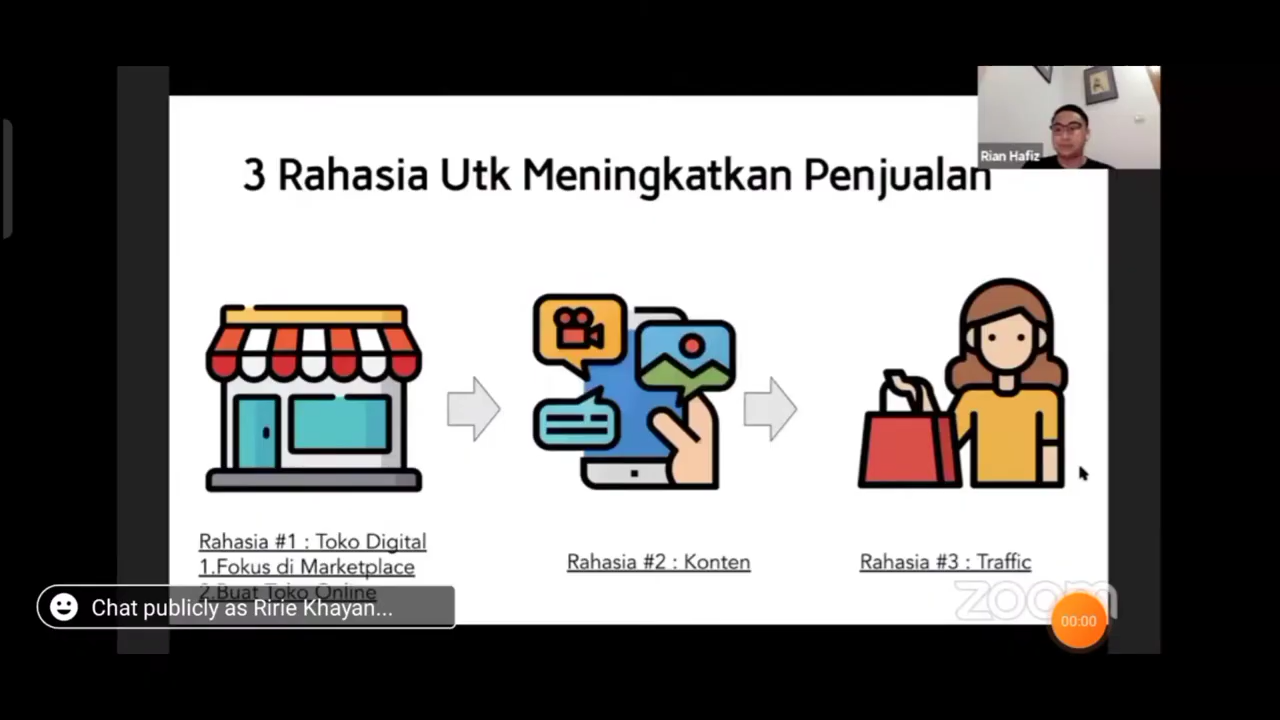 Rian Hafiz
3 Rahasia Utk Meningkatkan Penjualan
Rahasia #1 : Toko Digital
1.Fokus di Marketplace
2.Buat Toko Online
Rahasia #2 : Konten
Rahasia #3 : Traffic
Chat publicly as Ririe Khayan...
zoom
00:00